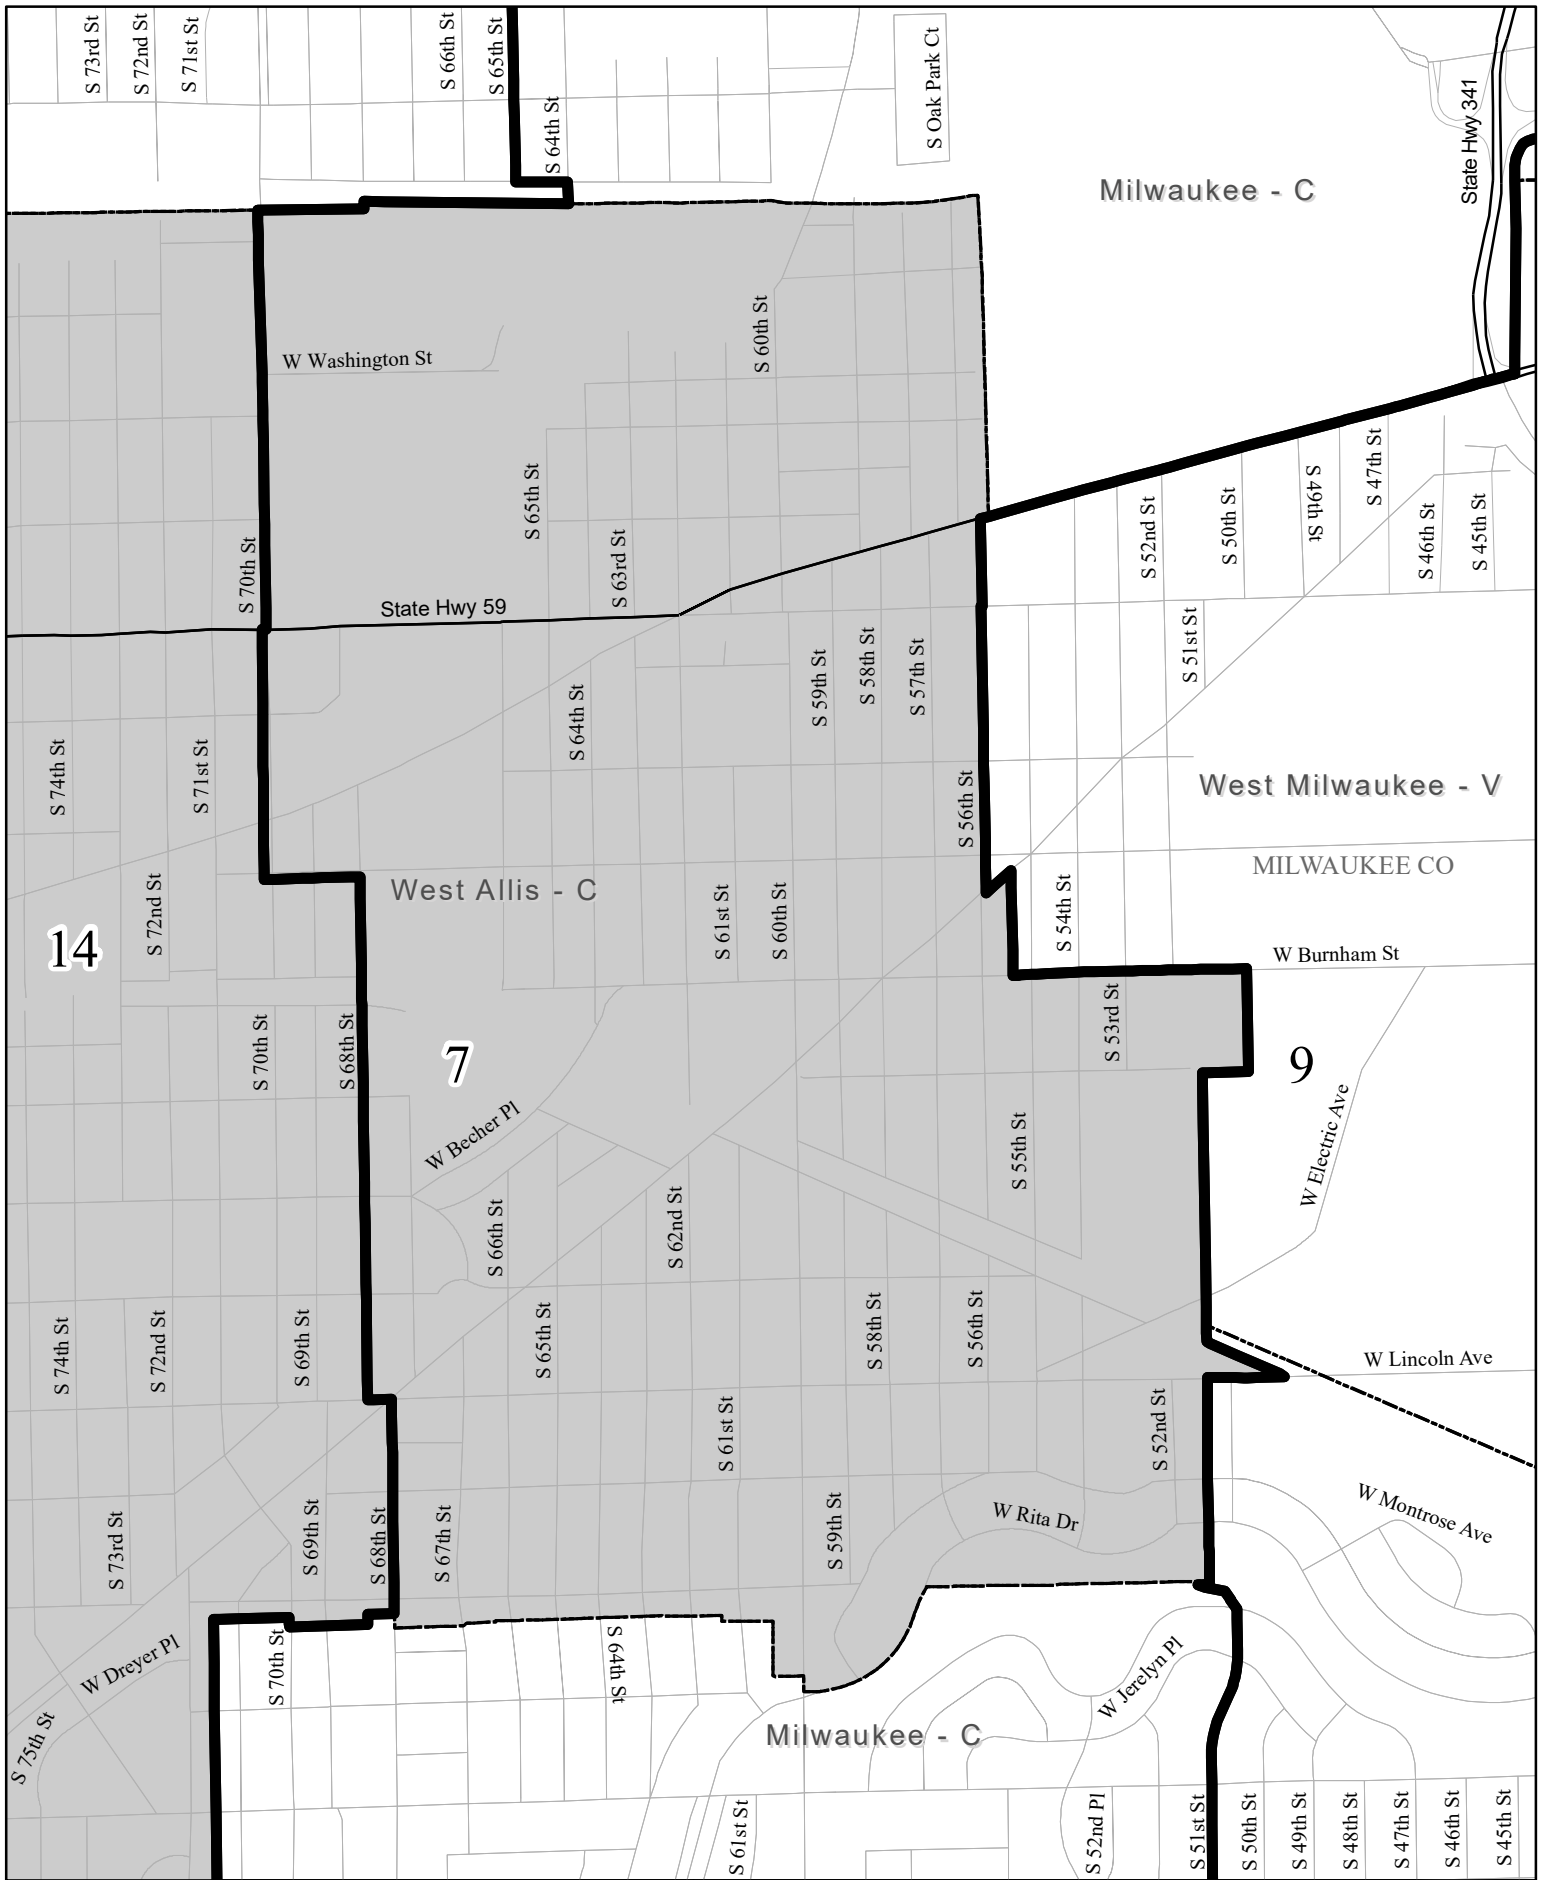 S 73rd St
S 72nd St
S 71st St
S 66th St
S 65th St
S 64th St
S Oak Park Ct
State Hwy 341
Milwaukee - C
S 60th St
W Washington St
S 65th St
S 63rd St
S 70th St
State Hwy 59
S 52nd St
S 50th St
S 49th St
S 47th St
S 46th St
S 45th St
S 51st St
S 59th St
S 58th St
S 57th St
S 64th St
S 74th St
S 71st St
S 56th St
West Milwaukee - V
MILWAUKEE CO
West Allis - C
S 72nd St
14
S 61st St
S 60th St
S 54th St
W Burnham St
S 53rd St
S 70th St
S 68th St
7
9
W Becher Pl
S 55th St
W Electric Ave
S 66th St
S 62nd St
S 74th St
S 72nd St
S 69th St
S 65th St
S 58th St
S 56th St
W Lincoln Ave
S 61st St
S 52nd St
S 73rd St
S 69th St
S 68th St
S 67th St
S 59th St
W Rita Dr
W Montrose Ave
W Dreyer Pl
S 70th St
S 64th St
W Jerelyn Pl
S 75th St
Milwaukee - C
S 61st St
S 52nd Pl
S 51st St
S 50th St
S 49th St
S 48th St
S 47th St
S 46th St
S 45th St